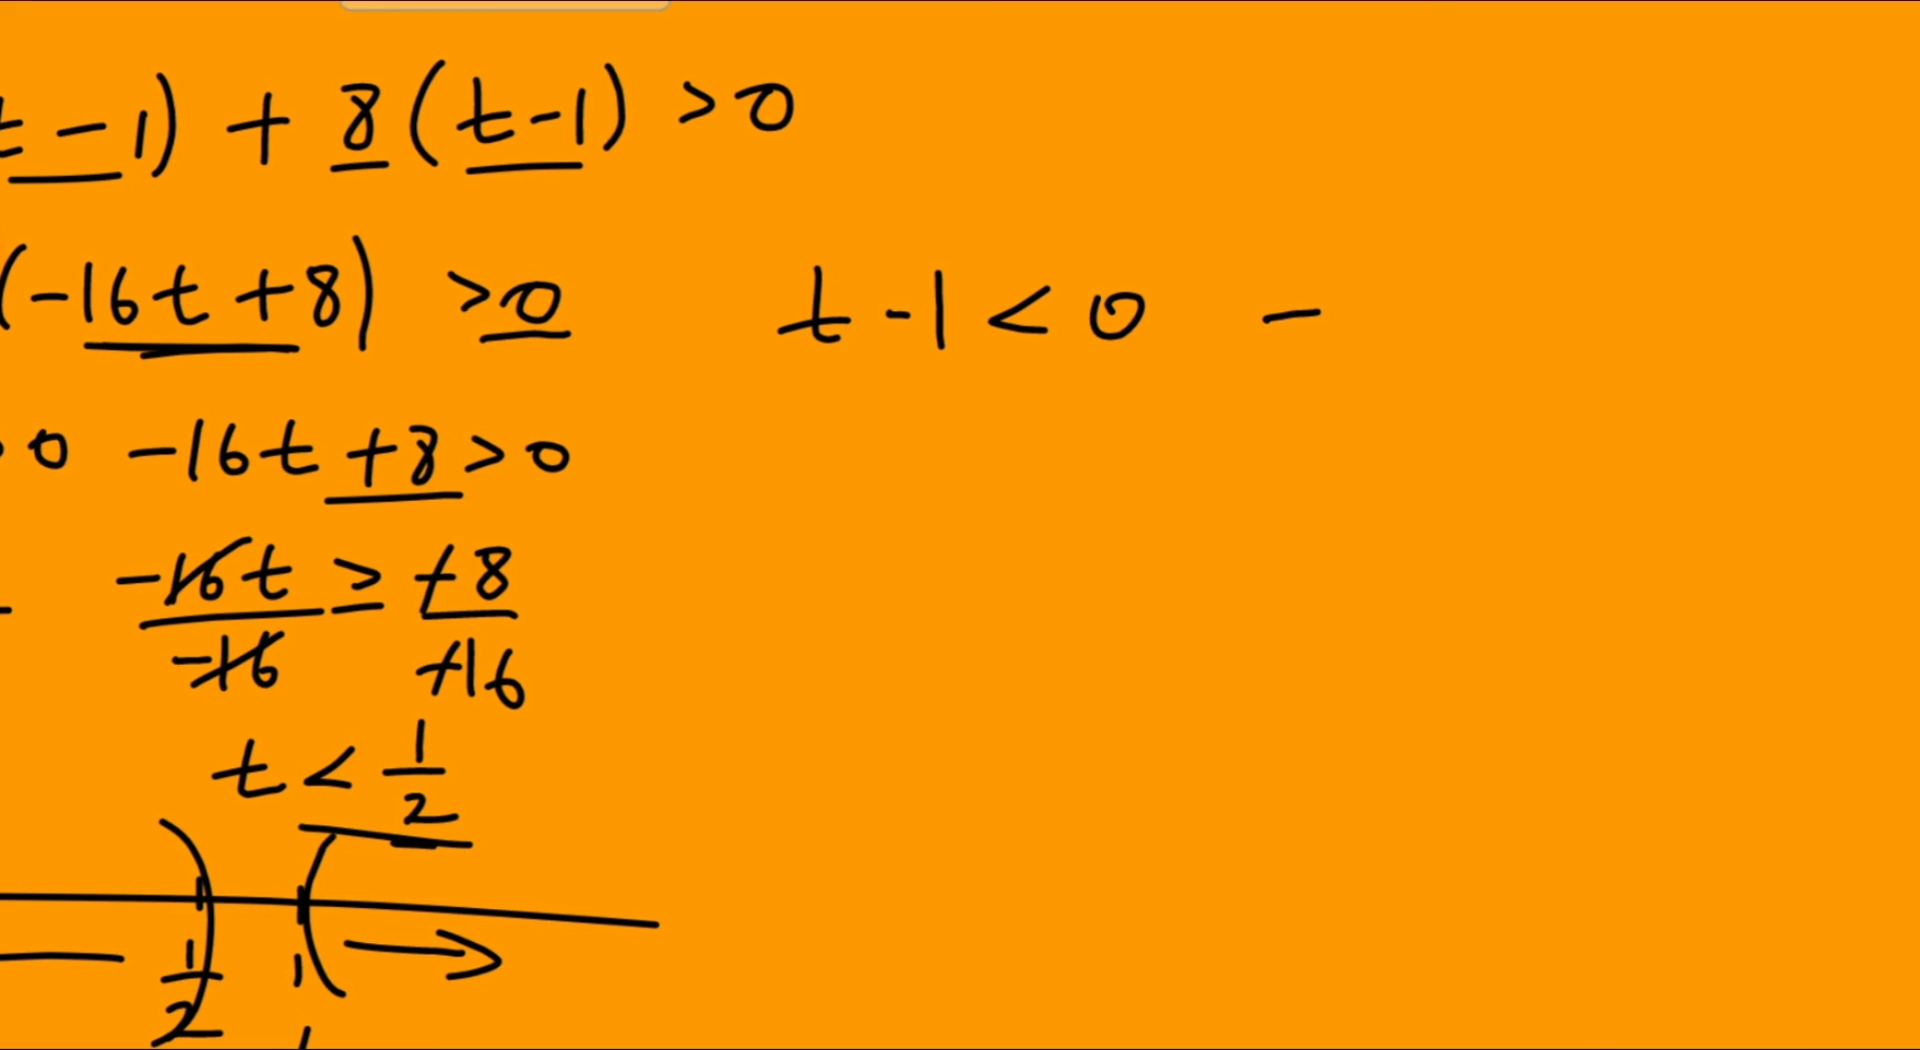 t-1) + 8(t-1) >0
(-16t+8) >0
t-1<0 -
0 -16t+8>0
-16t > -8
-16 -16
t < 1/2
1/2 1